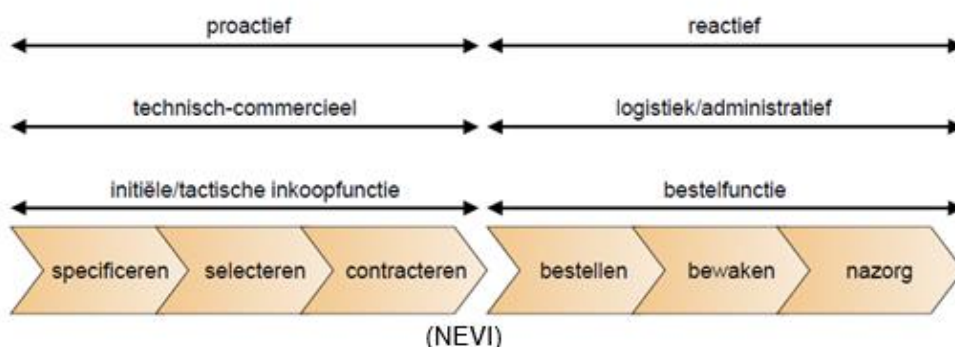 proactief reactief
technisch-commercieel logistiek/administratief
initiële/tactische inkoopfunctie bestelfunctie
specificeren selecteren contracteren bestellen bewaken nazorg
(NEVI)